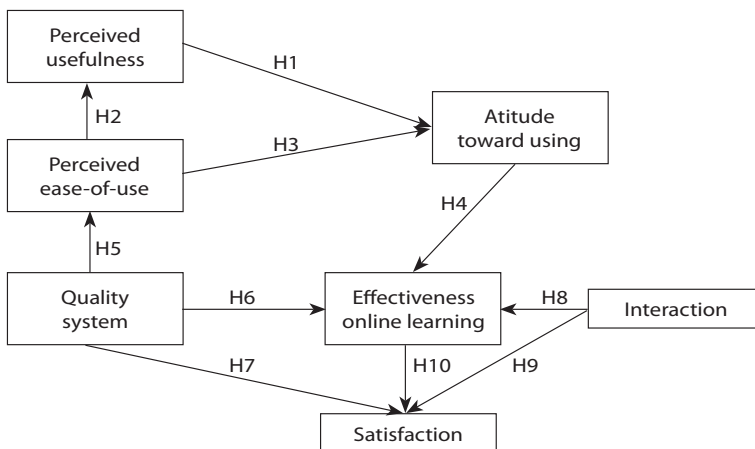 Perceived
usefulness
H1
H2
Atitude
toward using
Perceived
ease-of-use
H3
H4
H5
Quality
system
H6
Effectiveness
online learning
H8
Interaction
H7
H10
H9
Satisfaction